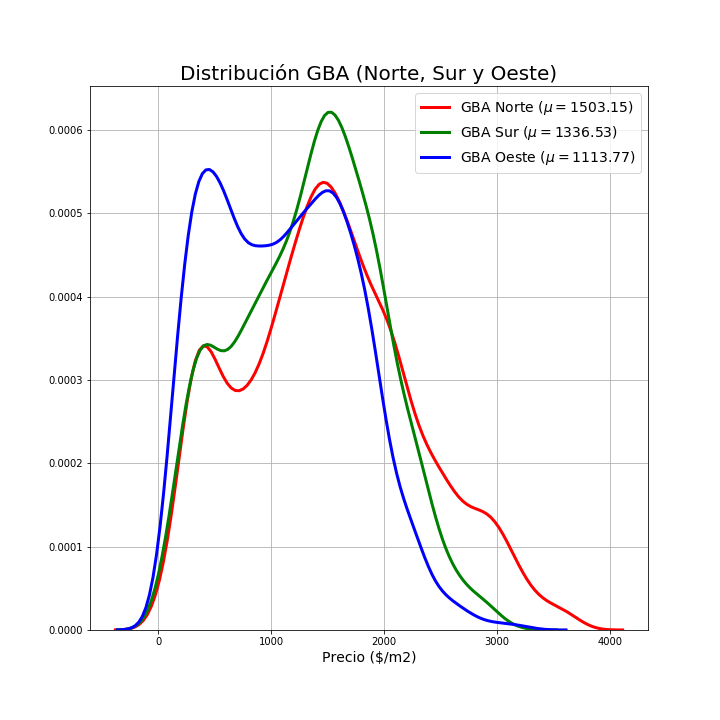 Distribución GBA (Norte, Sur y Oeste)
GBA Norte (μ = 1503.15)
GBA Sur (μ = 1336.53)
GBA Oeste (μ = 1113.77)
0.0006
0.0005
0.0004
0.0003
0.0002
0.0001
0.0000
0 1000 2000 3000 4000
Precio ($/m2)